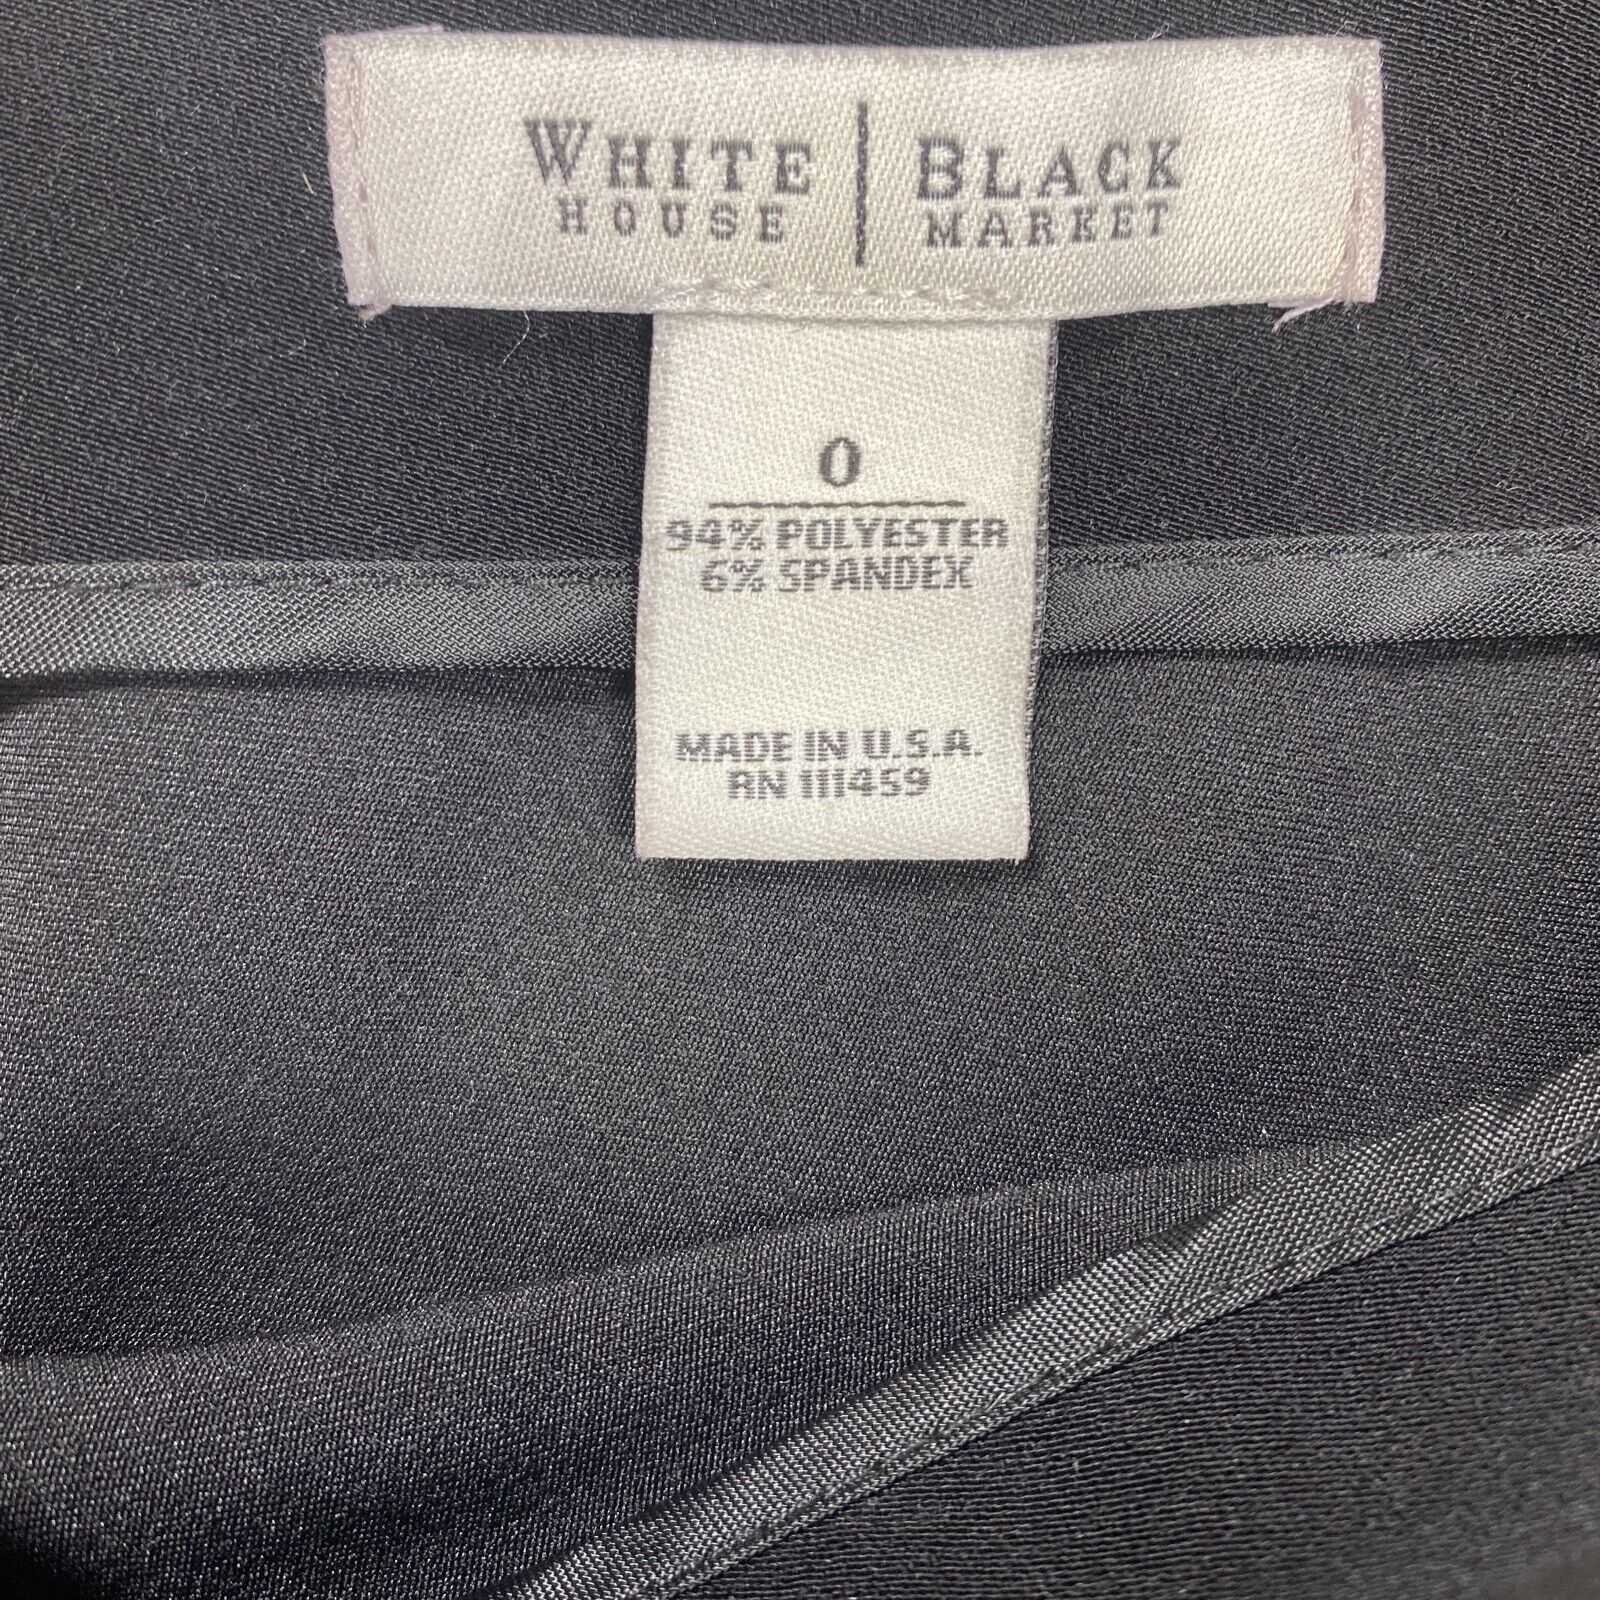 WHITE | BLACK
HOUSE | MARKET
0
94% POLYESTER
6% SPANDEX
MADE IN U.S.A.
RN 111459